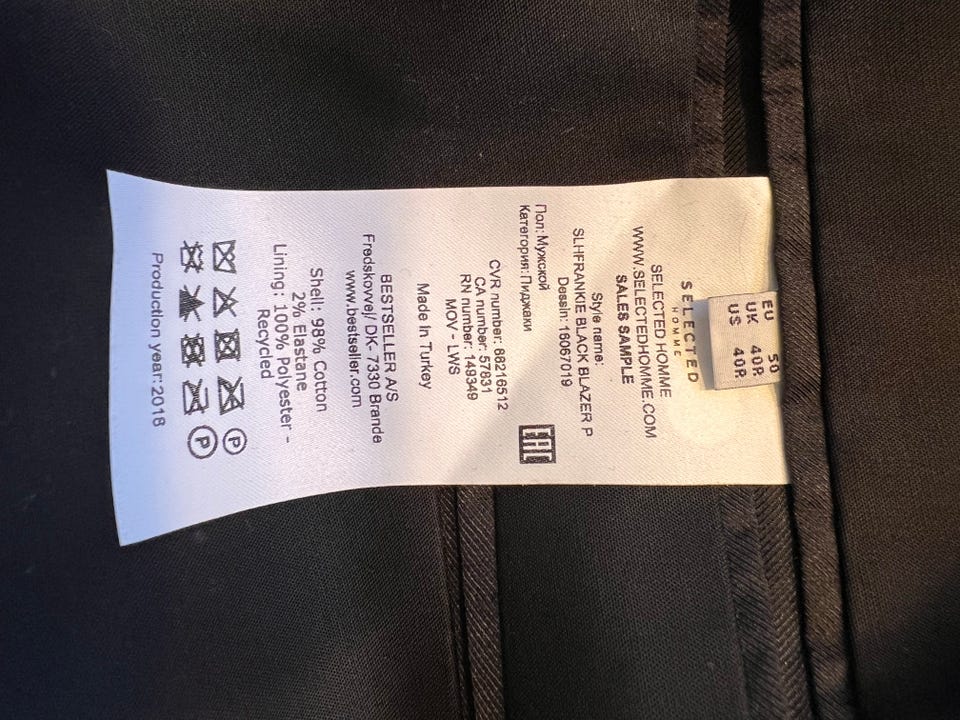 EU 50
UK 40R
US 40R
SELECTED
HOMME
SELECTED HOMME
WWW.SELECTEDHOMME.COM
SALES SAMPLE
Style name:
SLHFRANKIE BLACK BLAZER P
Dessin: 16067019
Пол: Мужской
Категория: Пиджаки
EAC
CVR number: 88216512
CA number: 57831
RN number: 149349
MOV - LWS
Made In Turkey
BESTSELLER A/S
Fredskovvej/ DK- 7330 Brande
www.bestseller.com
Shell: 98% Cotton
2% Elastane
Lining: 100% Polyester -
Recycled
P
P
Production year: 2018